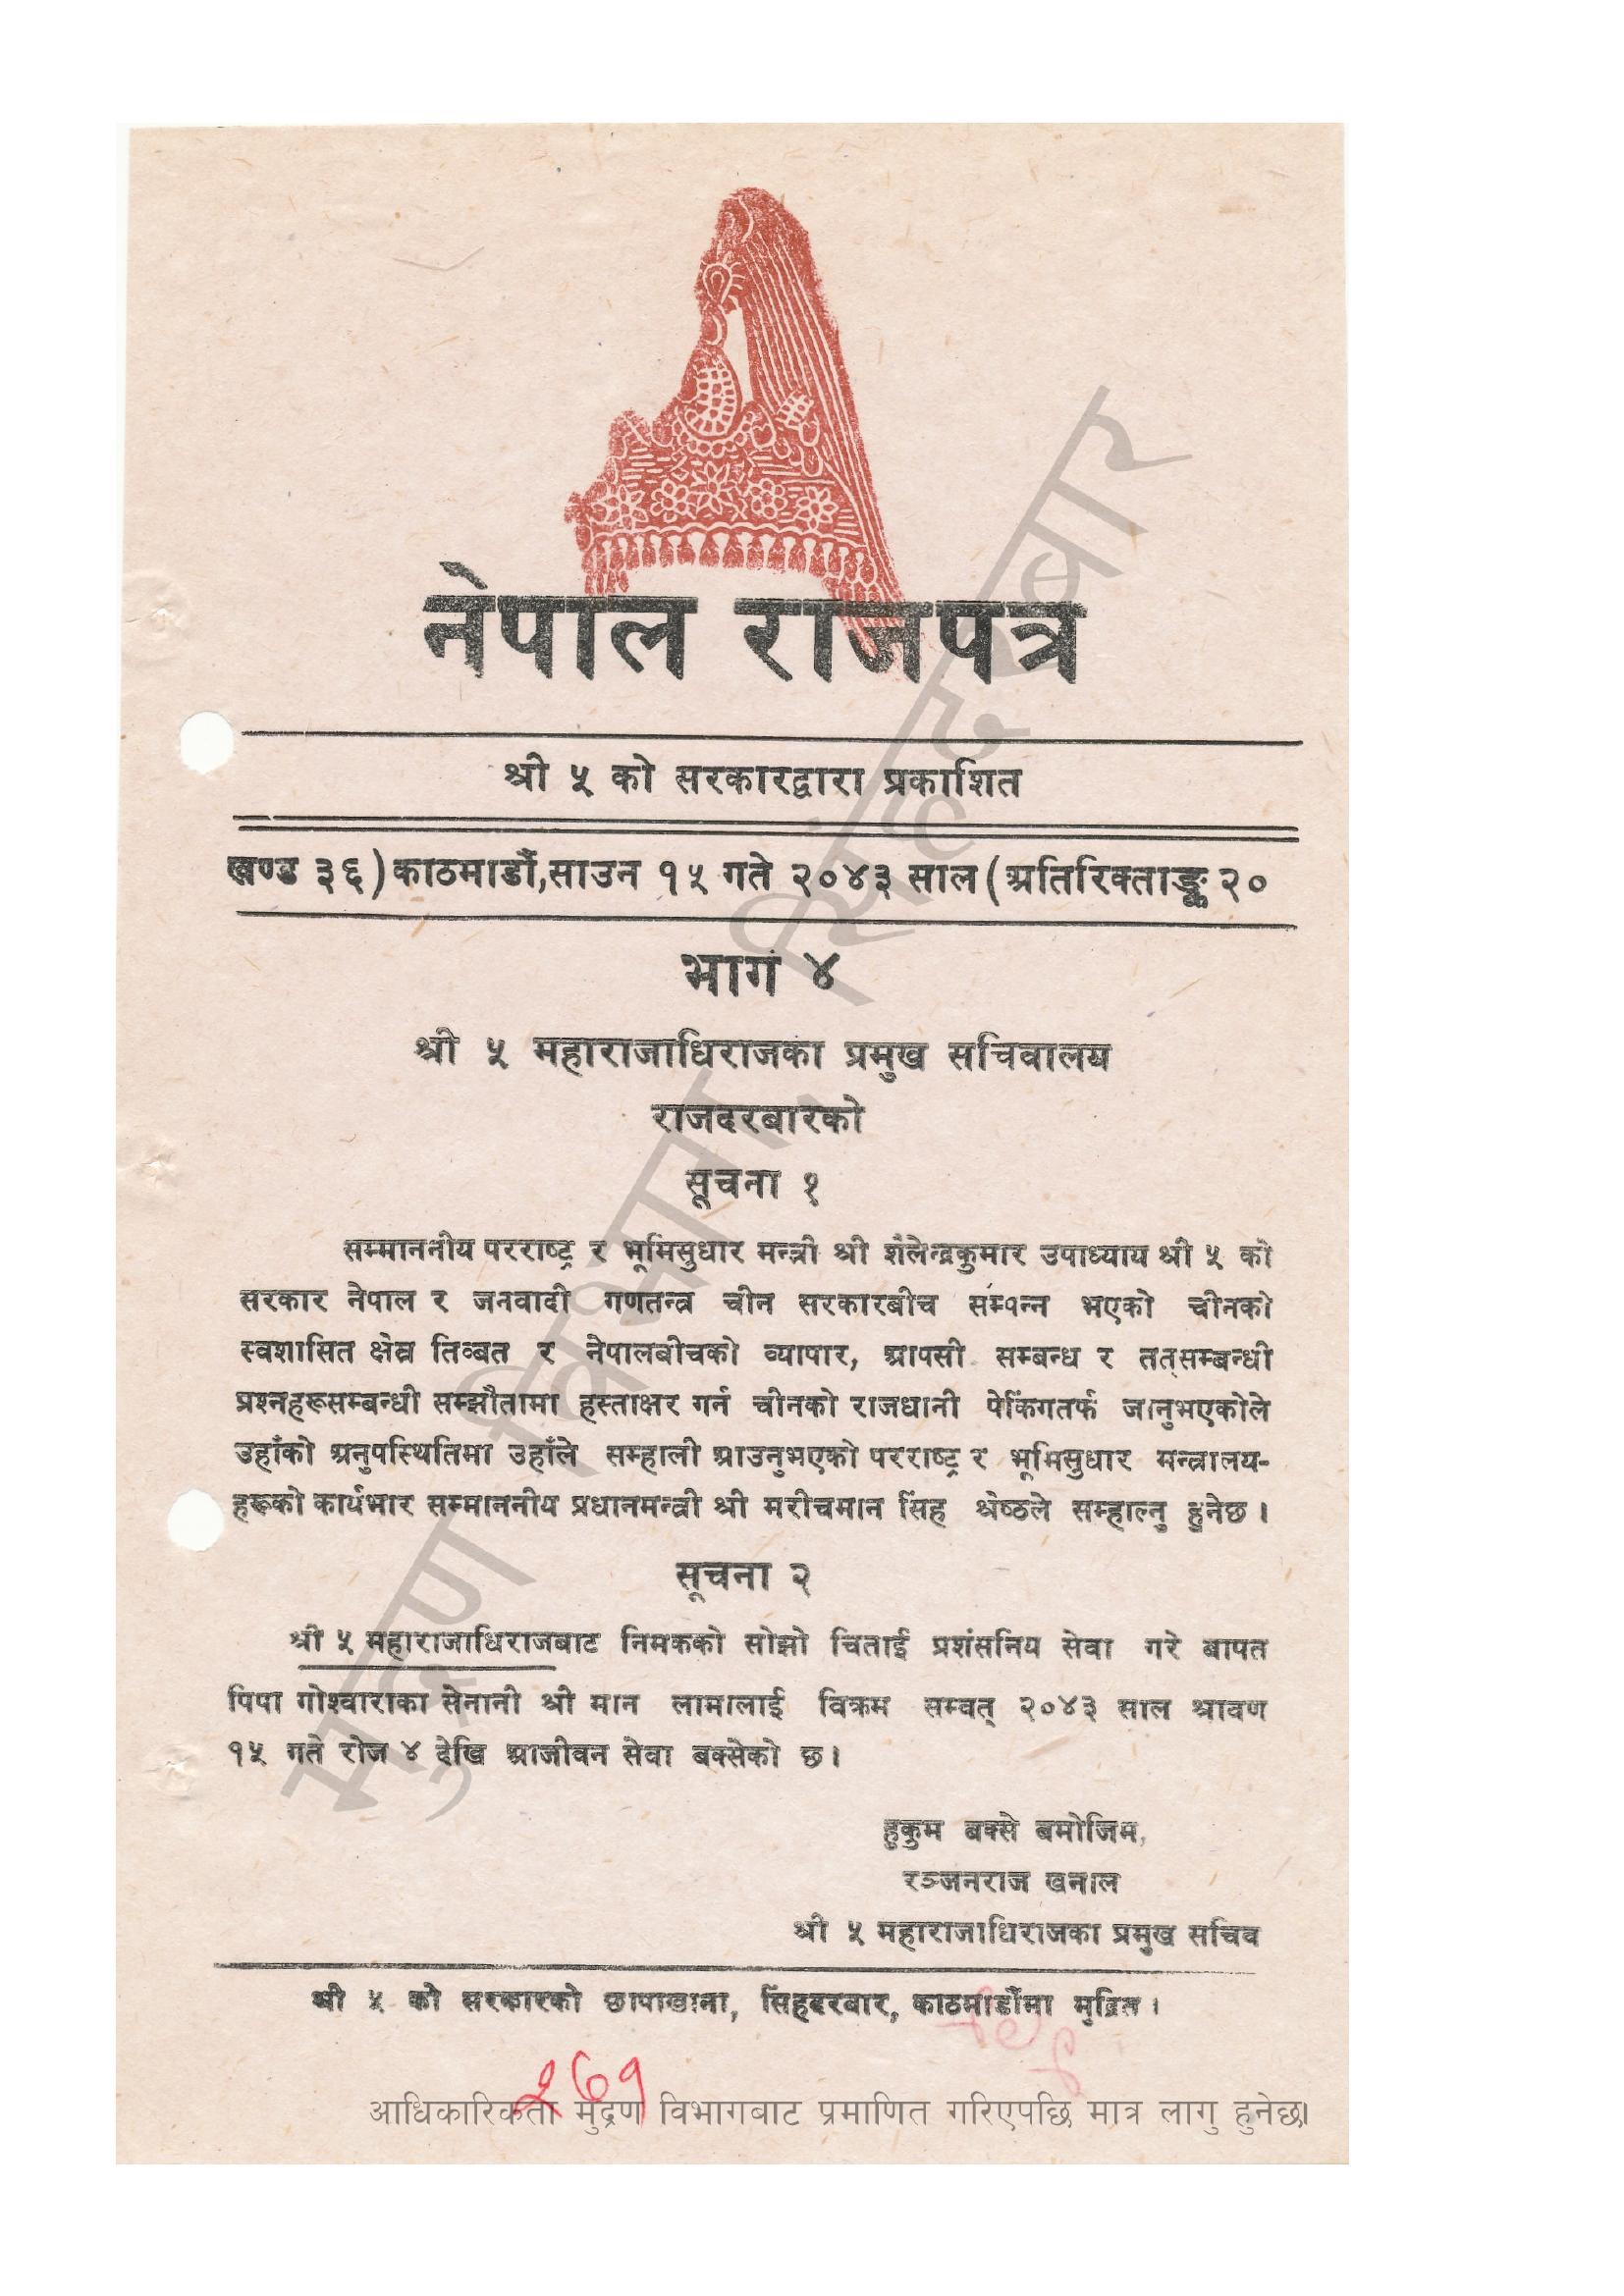 नेपाल राजपत्र
श्री ५ को सरकारद्वारा प्रकाशित
खण्ड ३६) काठमाडौं, साउन १५ गते २०४३ साल (अतिरिक्ताङ्क २०
भाग ४
श्री ५ महाराजाधिराजका प्रमुख सचिवालय
राजदरबारको
सूचना १
सम्माननीय परराष्ट्र र भूमिसुधार मन्त्री श्री शैलेन्द्रकुमार उपाध्याय श्री ५ को
सरकार नेपाल र जनवादी गणतन्त्र चीन सरकारबीच सम्पन्न भएको चीनको
स्वशासित क्षेत्र तिब्बत र नेपालबीचको व्यापार, आपसी सम्बन्ध र तत्सम्बन्धी
प्रश्नहरूसम्बन्धी सम्झौतामा हस्ताक्षर गर्न चीनको राजधानी पेकिंगतर्फ जानुभएकोले
उहाँको अनुपस्थितिमा उहाँले सम्हाली आउनुभएको परराष्ट्र र भूमिसुधार मन्त्रालय-
हरूको कार्यभार सम्माननीय प्रधानमन्त्री श्री मरीचमान सिंह श्रेष्ठले सम्हाल्नु हुनेछ ।
सूचना २
श्री ५ महाराजाधिराजबाट निमकको सोझो चिताई प्रशंसनिय सेवा गरे बापत
पिपा गोश्वाराका सेनानी श्री मान लामालाई विक्रम सम्वत् २०४३ साल श्रावण
१५ गते रोज ४ देखि आजीवन सेवा बक्सेको छ ।
हुकुम बक्से बमोजिम,
रञ्जनराज खनाल
श्री ५ महाराजाधिराजका प्रमुख सचिव
श्री ५ को सरकारको छापाखाना, सिंहदरबार, काठमाडौंमा मुद्रित ।
२७१
आधिकारिकता मुद्रण विभागबाट प्रमाणित गरिएपछि मात्र लागु हुनेछ।
मुद्रण विभाग, सिंहदरबार